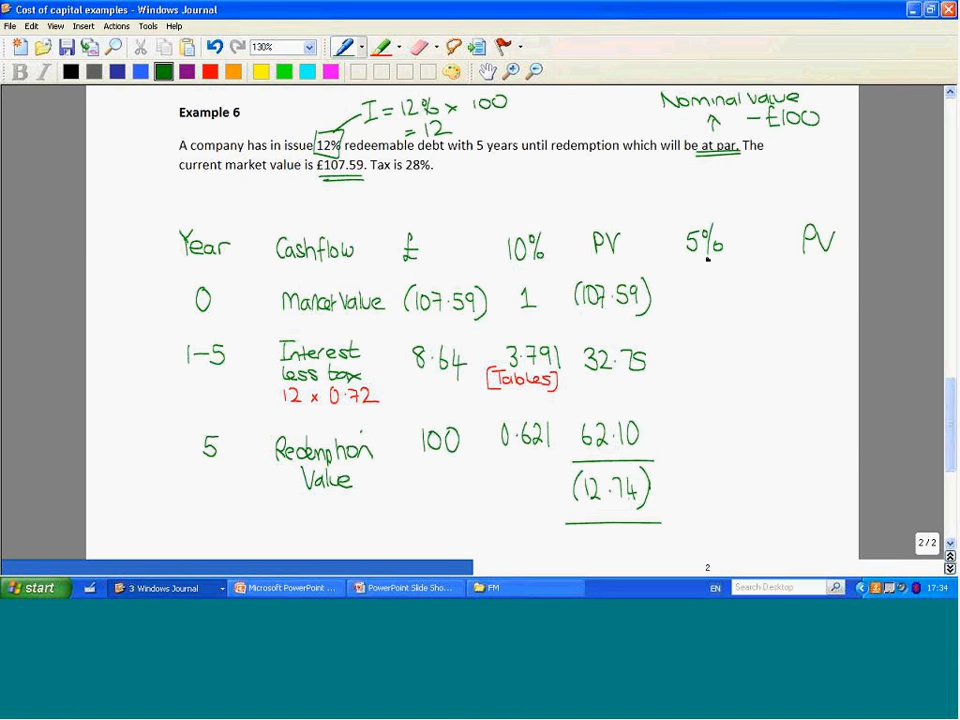 Cost of capital examples - Windows Journal
File Edit View Insert Actions Tools Help
130%
B I
I = 12% x 100
= 12
Nominal value
- £100
Example 6
A company has in issue 12% redeemable debt with 5 years until redemption which will be at par. The
current market value is £107.59. Tax is 28%.
Year Cashflow £ 10% PV 5% PV
0 Market Value (107.59) 1 (107.59)
1-5 Interest less tax 8.64 3.791 32.75
12 x 0.72 [Tables]
5 Redemption Value 100 0.621 62.10
(12.74)
2 / 2
2
start 3 Windows Journal Microsoft PowerPoint ... PowerPoint Slide Sho... FM EN Search Desktop 17:34